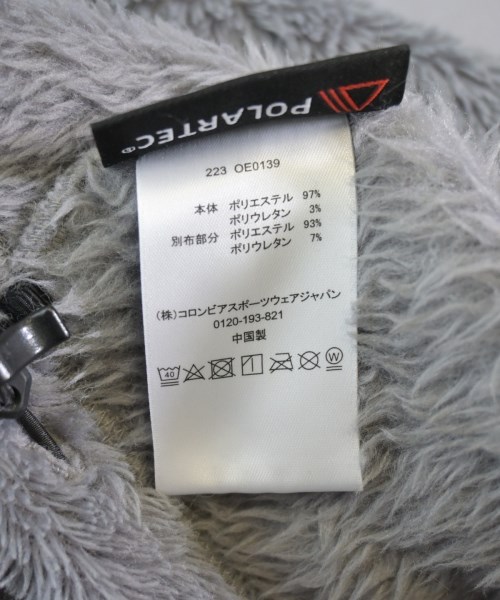 POLARTEC®
223 OE0139
本体 ポリエステル 97%
ポリウレタン 3%
別布部分 ポリエステル 93%
ポリウレタン 7%
(株)コロンビアスポーツウェアジャパン
0120-193-821
中国製
40 W